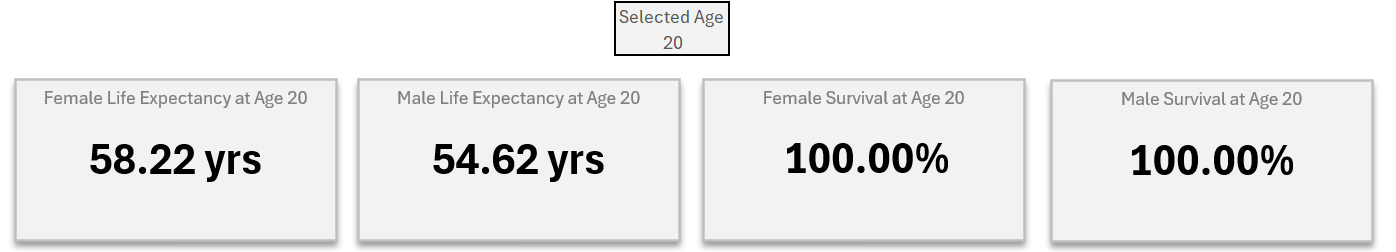 Selected Age
20
Female Life Expectancy at Age 20
58.22 yrs
Male Life Expectancy at Age 20
54.62 yrs
Female Survival at Age 20
100.00%
Male Survival at Age 20
100.00%